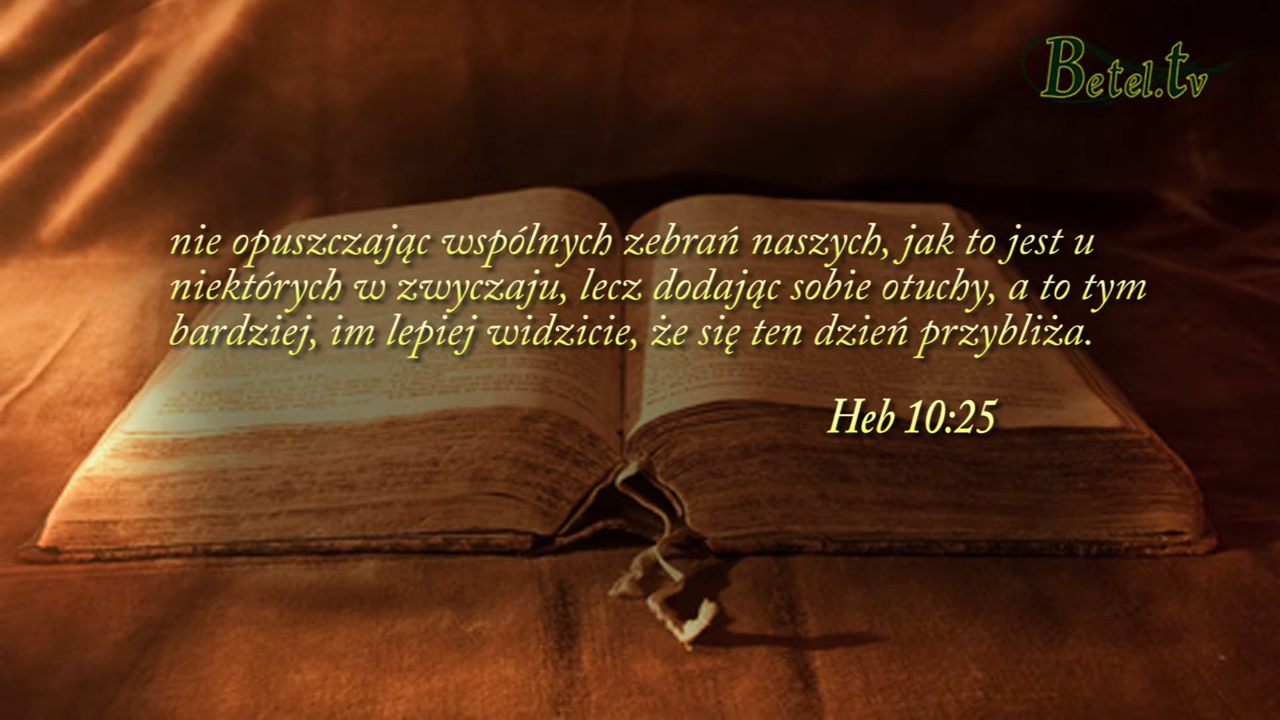 Betel.tv
nie opuszczając wspólnych zebrań naszych, jak to jest u
niektórych w zwyczaju, lecz dodając sobie otuchy, a to tym
bardziej, im lepiej widzicie, że się ten dzień przybliża.
Heb 10:25